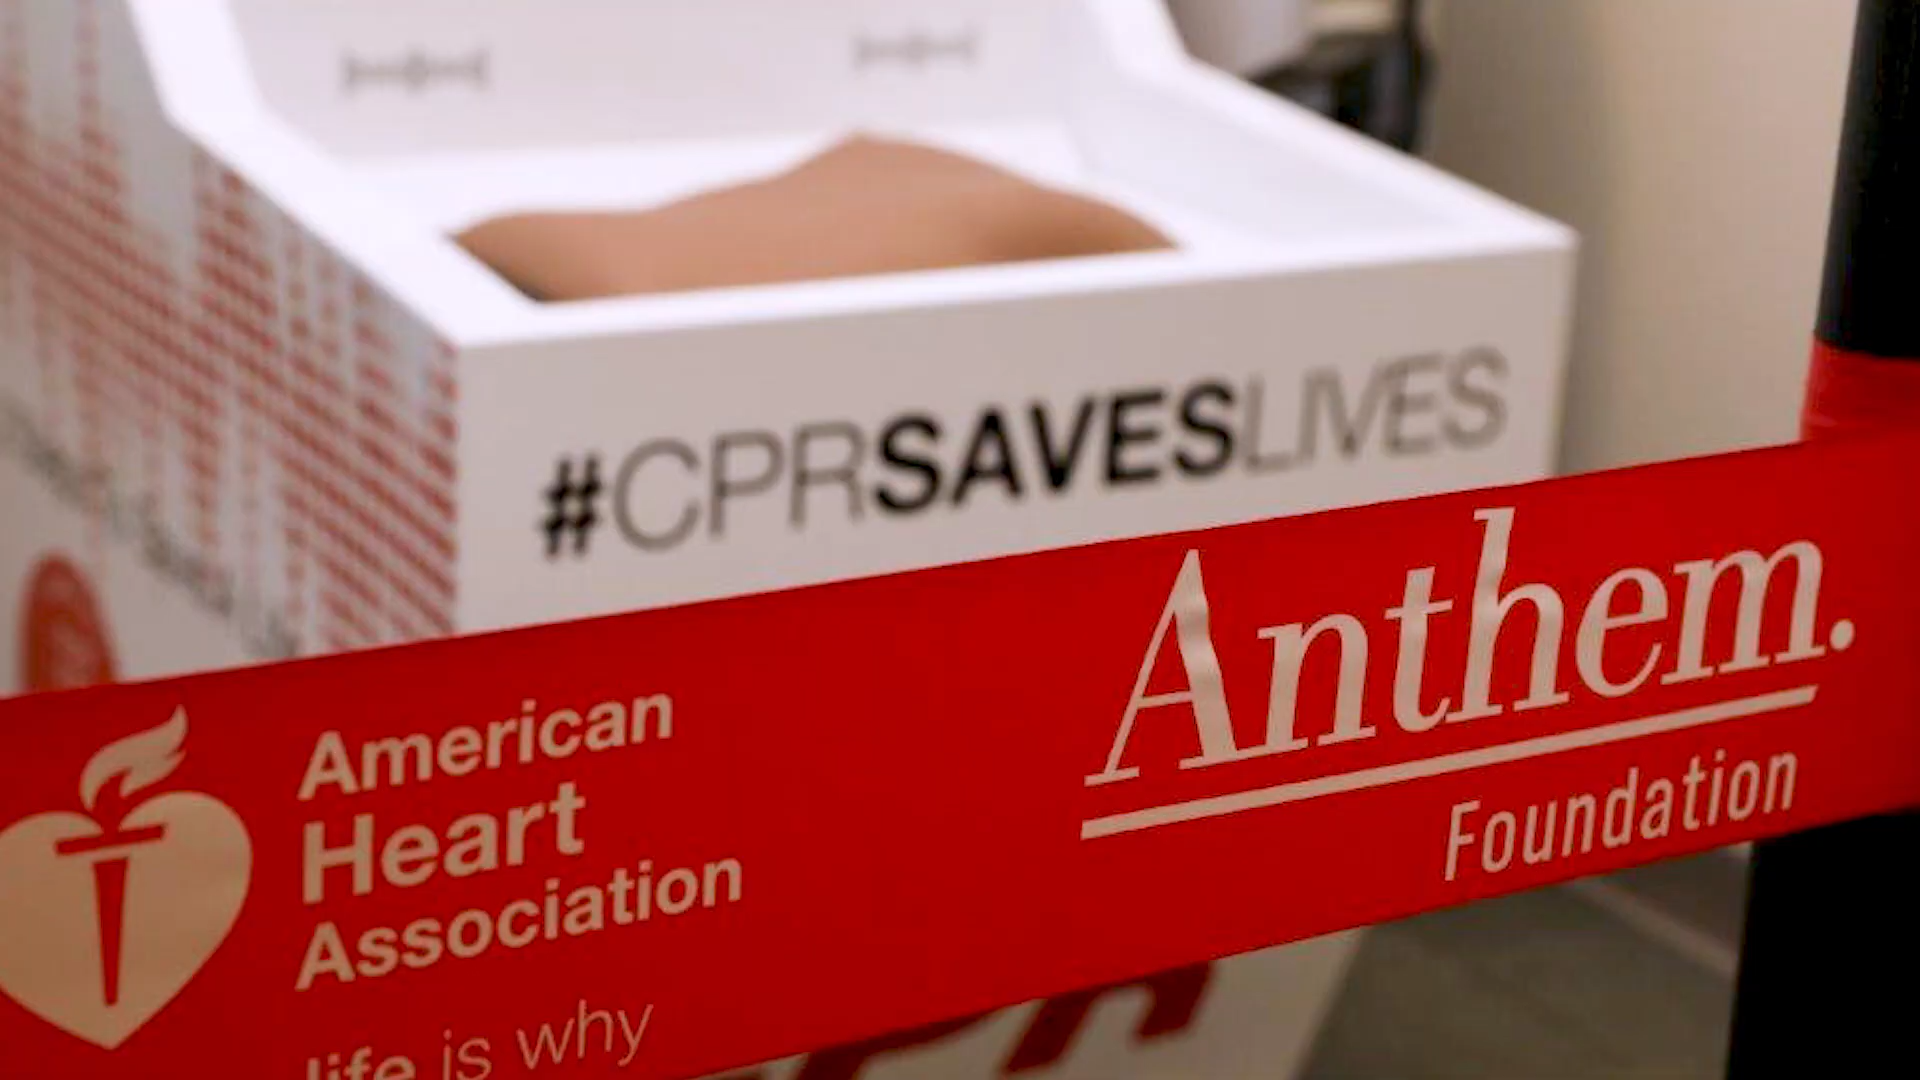 #CPRSAVESLIVES
Anthem.
Foundation
American
Heart
Association
life is why